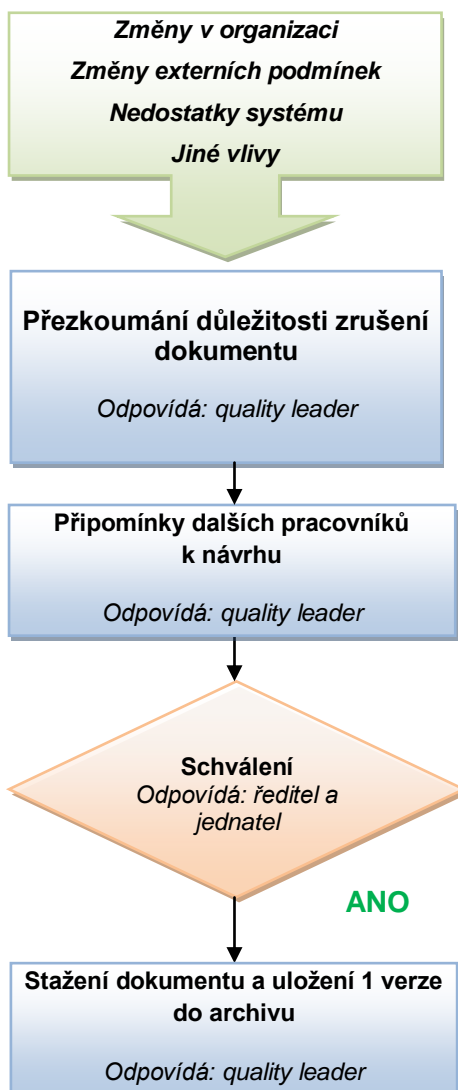 Změny v organizaci
Změny externích podmínek
Nedostatky systému
Jiné vlivy
Přezkoumání důležitosti zrušení
dokumentu
Odpovídá: quality leader
Připomínky dalších pracovníků
k návrhu
Odpovídá: quality leader
Schválení
Odpovídá: ředitel a
jednatel
ANO
Stažení dokumentu a uložení 1 verze
do archivu
Odpovídá: quality leader